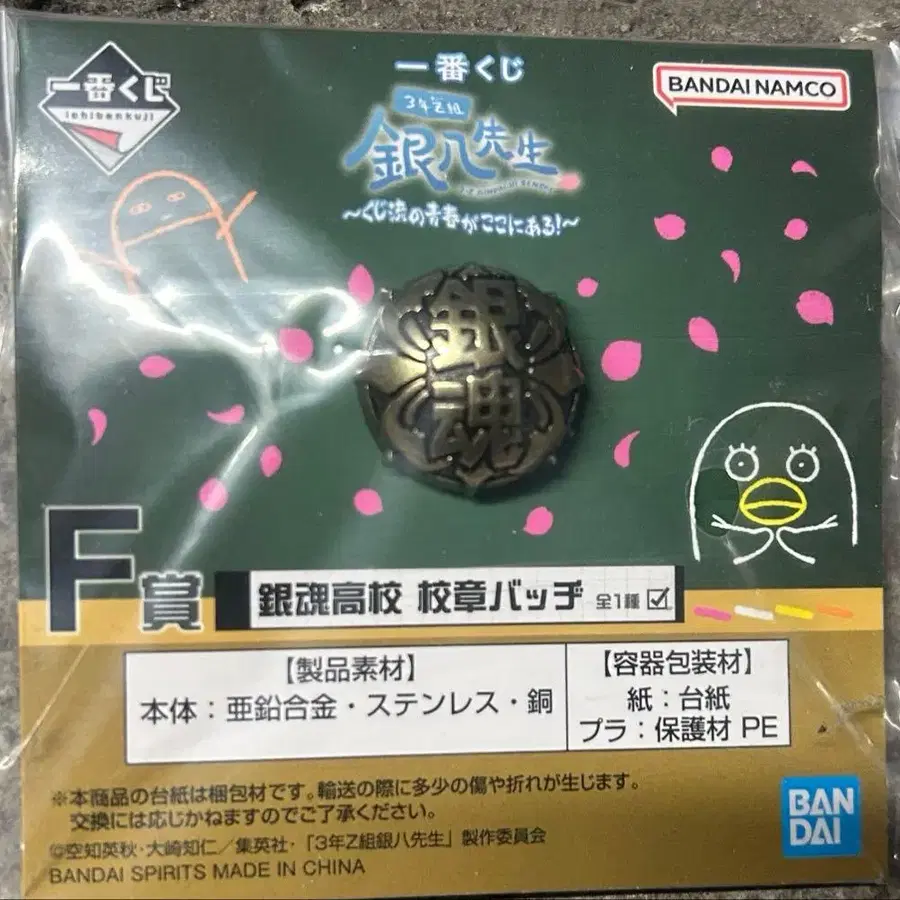 一番くじ
ichibankuji
一番くじ
3年Z組
銀八先生
～くじ流の青春がここにある!～
BANDAI NAMCO
銀
魂
F賞
銀魂高校 校章バッヂ 全1種
【製品素材】
本体：亜鉛合金・ステンレス・銅
【容器包装材】
紙：台紙
プラ：保護材 PE
※本商品の台紙は梱包材です。輸送の際に多少の傷や折れが生じます。
交換には応じかねますのでご了承ください。
©空知英秋・大崎知仁／集英社・「3年Z組銀八先生」製作委員会
BANDAI SPIRITS MADE IN CHINA
BAN
DAI